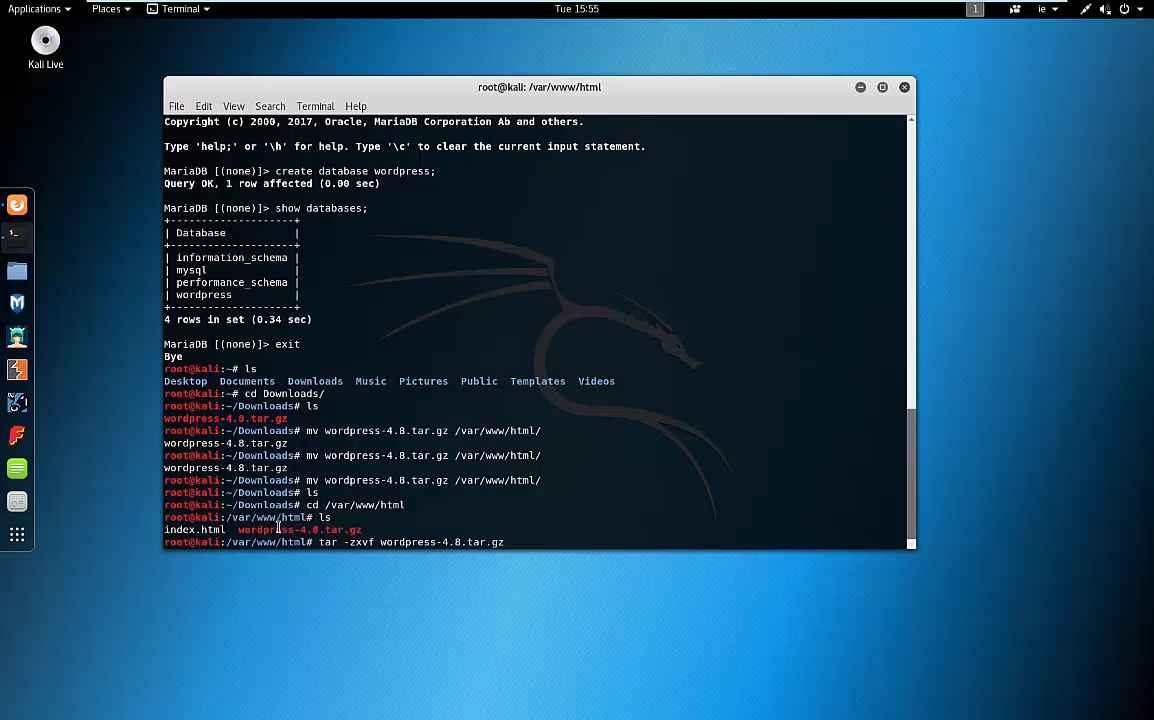 Applications Places Terminal Tue 15:55 1 ie
Kali Live
root@kali: /var/www/html
File Edit View Search Terminal Help
Copyright (c) 2000, 2017, Oracle, MariaDB Corporation Ab and others.
Type 'help;' or '\h' for help. Type '\c' to clear the current input statement.
MariaDB [(none)]> create database wordpress;
Query OK, 1 row affected (0.00 sec)
MariaDB [(none)]> show databases;
+--------------------+
| Database           |
+--------------------+
| information_schema |
| mysql              |
| performance_schema |
| wordpress          |
+--------------------+
4 rows in set (0.34 sec)
MariaDB [(none)]> exit
Bye
root@kali:~# ls
Desktop  Documents  Downloads  Music  Pictures  Public  Templates  Videos
root@kali:~# cd Downloads/
root@kali:~/Downloads# ls
wordpress-4.8.tar.gz
root@kali:~/Downloads# mv wordpress-4.8.tar.gz /var/www/html/
wordpress-4.8.tar.gz
root@kali:~/Downloads# mv wordpress-4.8.tar.gz /var/www/html/
wordpress-4.8.tar.gz
root@kali:~/Downloads# mv wordpress-4.8.tar.gz /var/www/html/
root@kali:~/Downloads# ls
root@kali:~/Downloads# cd /var/www/html
root@kali:/var/www/html# ls
index.html  wordpress-4.8.tar.gz
root@kali:/var/www/html# tar -zxvf wordpress-4.8.tar.gz